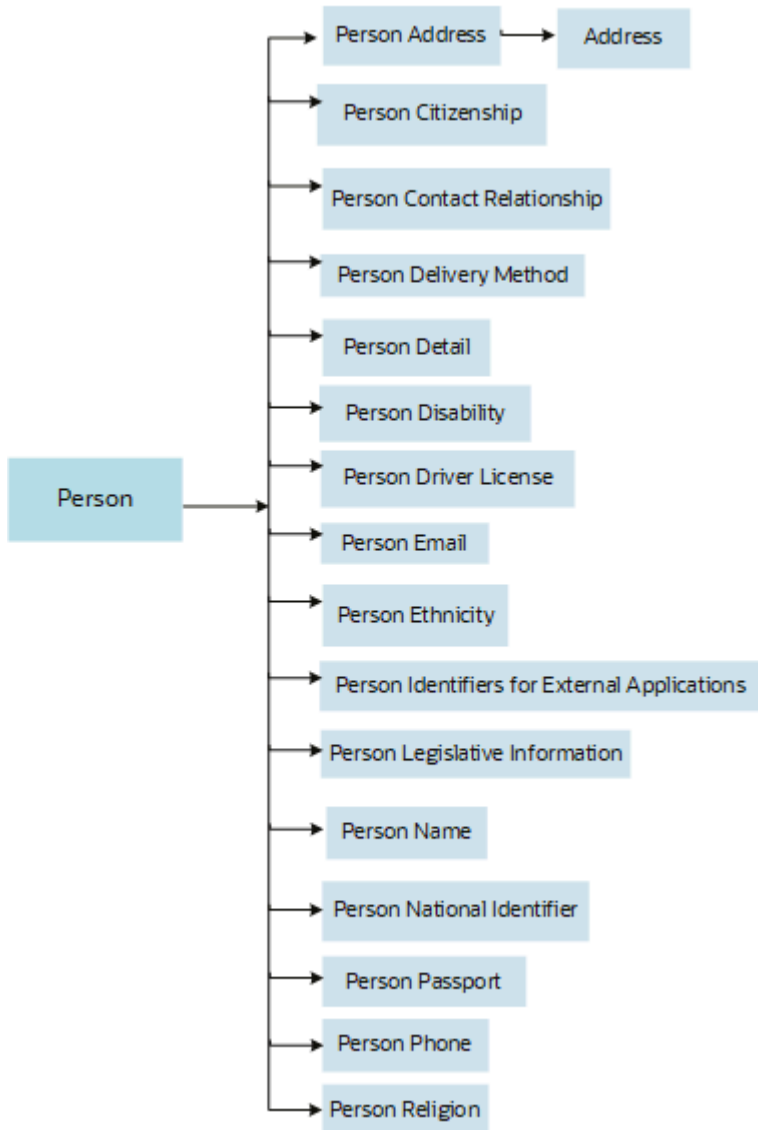 Person Address
Address
Person Citizenship
Person Contact Relationship
Person Delivery Method
Person Detail
Person Disability
Person Driver License
Person
Person Email
Person Ethnicity
Person Identifiers for External Applications
Person Legislative Information
Person Name
Person National Identifier
Person Passport
Person Phone
Person Religion